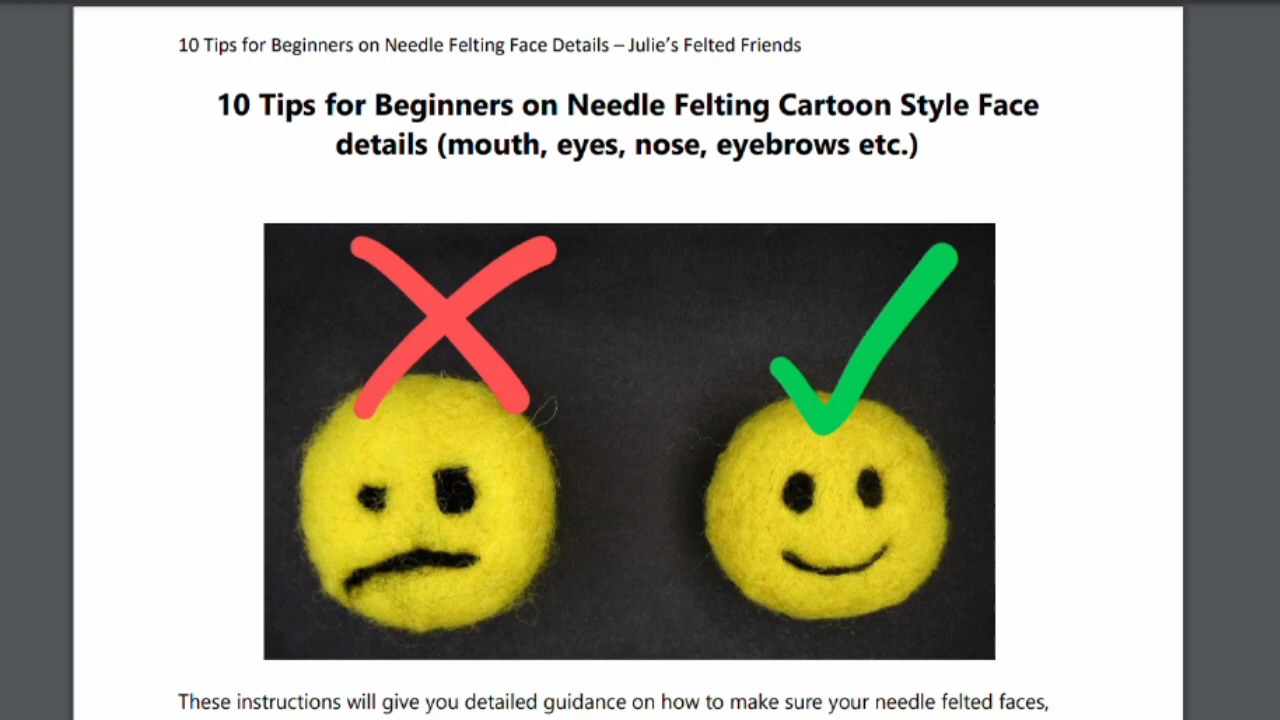 10 Tips for Beginners on Needle Felting Face Details – Julie’s Felted Friends
10 Tips for Beginners on Needle Felting Cartoon Style Face
details (mouth, eyes, nose, eyebrows etc.)
These instructions will give you detailed guidance on how to make sure your needle felted faces,